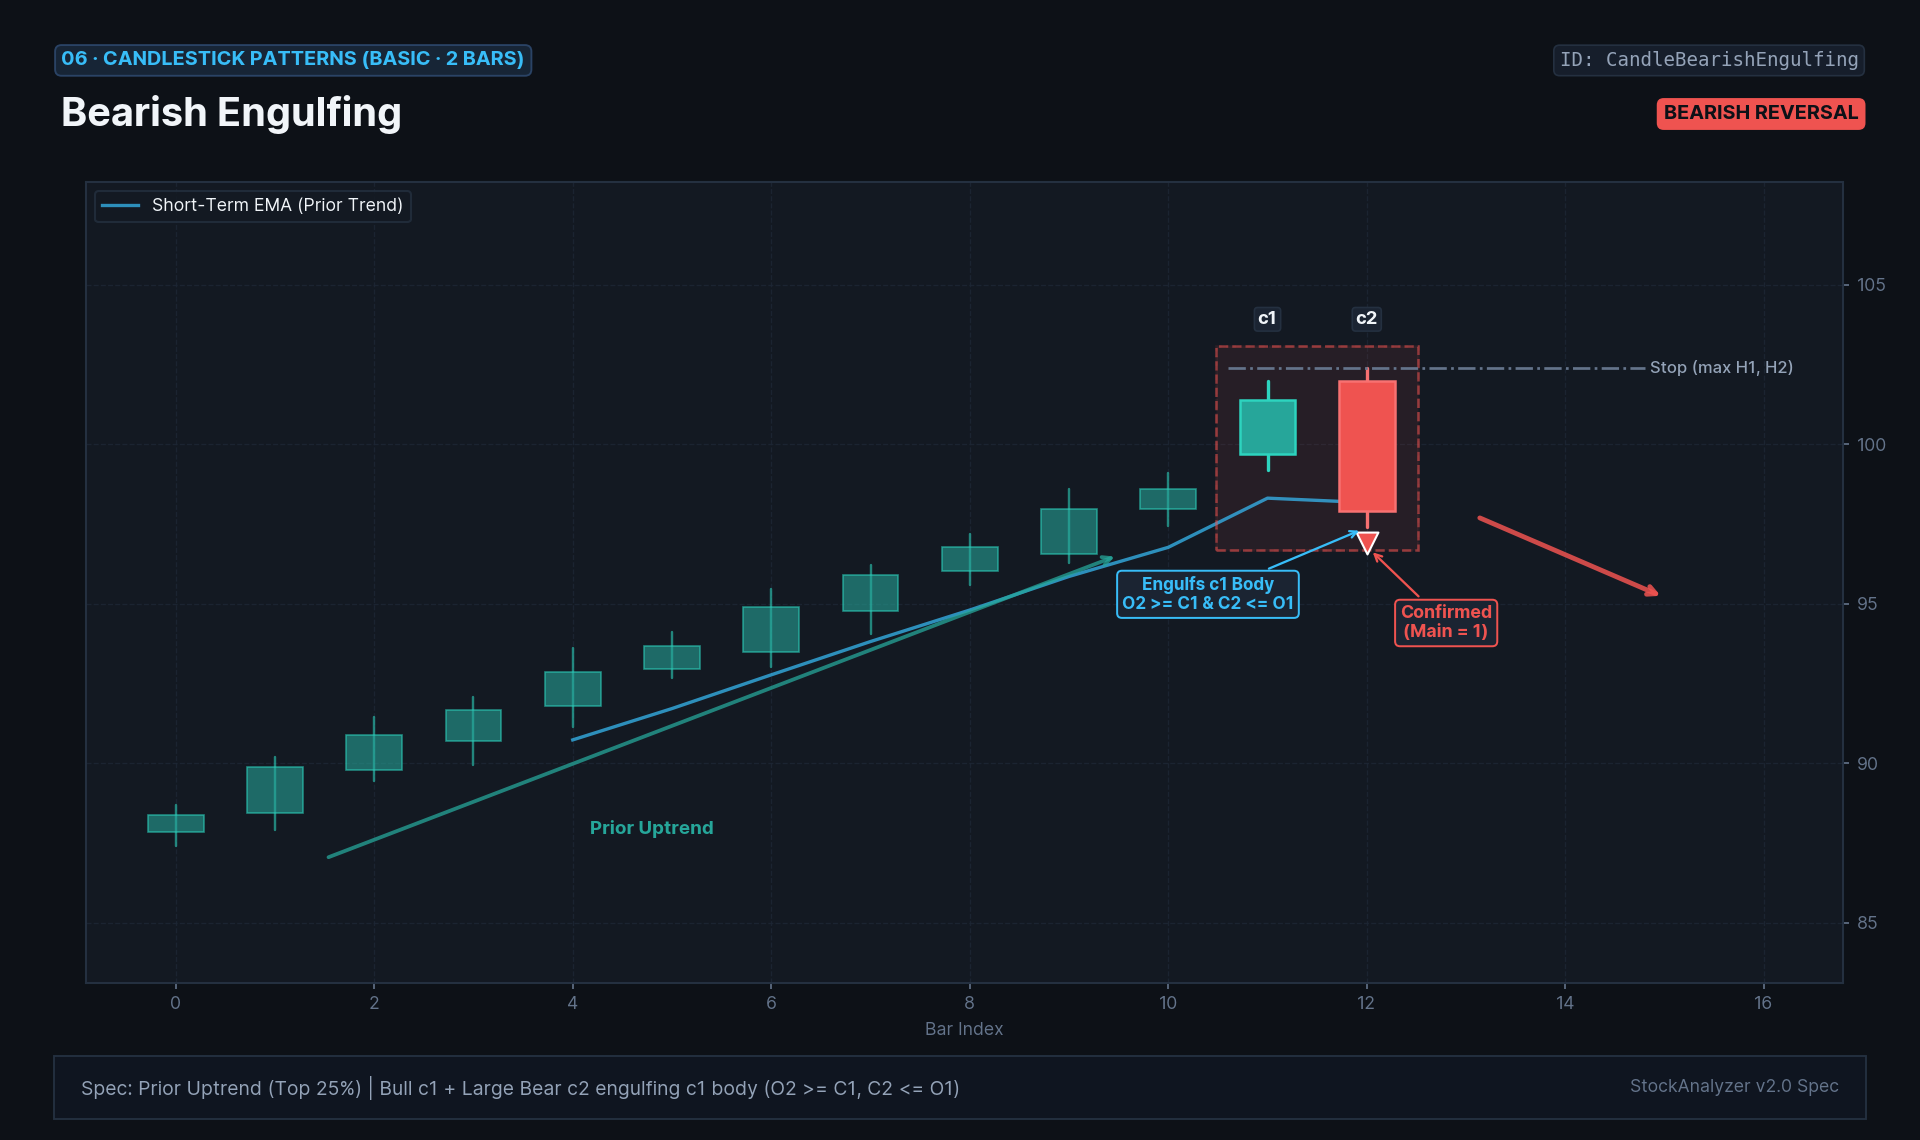 06 · CANDLESTICK PATTERNS (BASIC · 2 BARS)
ID: CandleBearishEngulfing
Bearish Engulfing
BEARISH REVERSAL
Short-Term EMA (Prior Trend)
105
c1
c2
Stop (max H1, H2)
100
Engulfs c1 Body
O2 >= C1 & C2 <= O1
95
Confirmed
(Main = 1)
90
Prior Uptrend
85
0 2 4 6 8 10 12 14 16
Bar Index
Spec: Prior Uptrend (Top 25%) | Bull c1 + Large Bear c2 engulfing c1 body (O2 >= C1, C2 <= O1)
StockAnalyzer v2.0 Spec